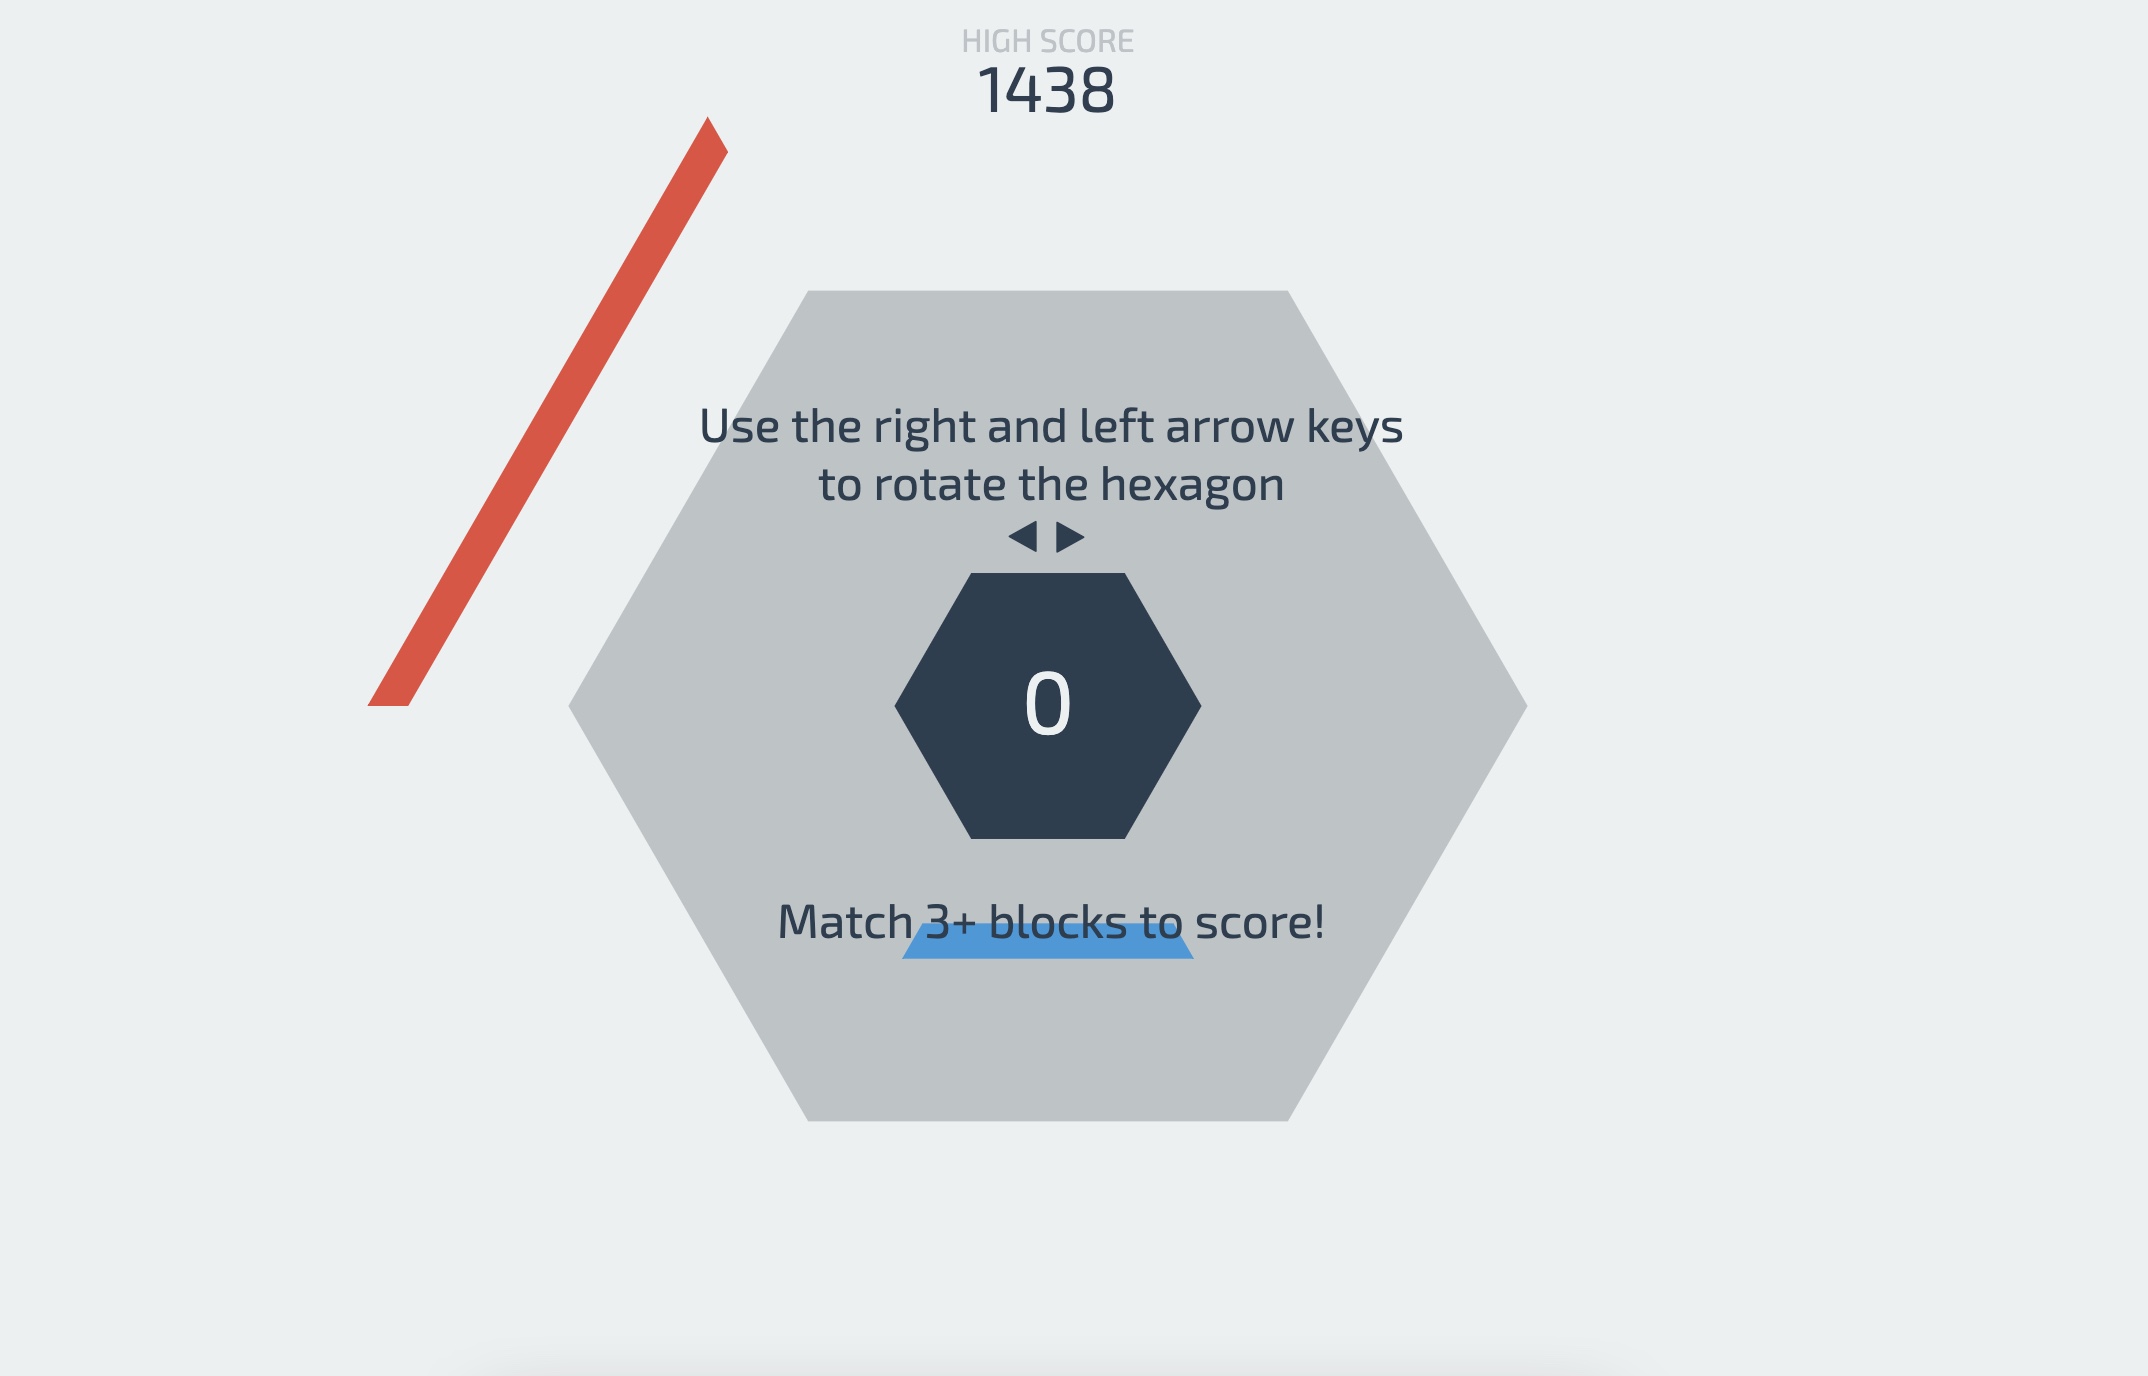 HIGH SCORE
1438
Use the right and left arrow keys
to rotate the hexagon
0
Match 3+ blocks to score!